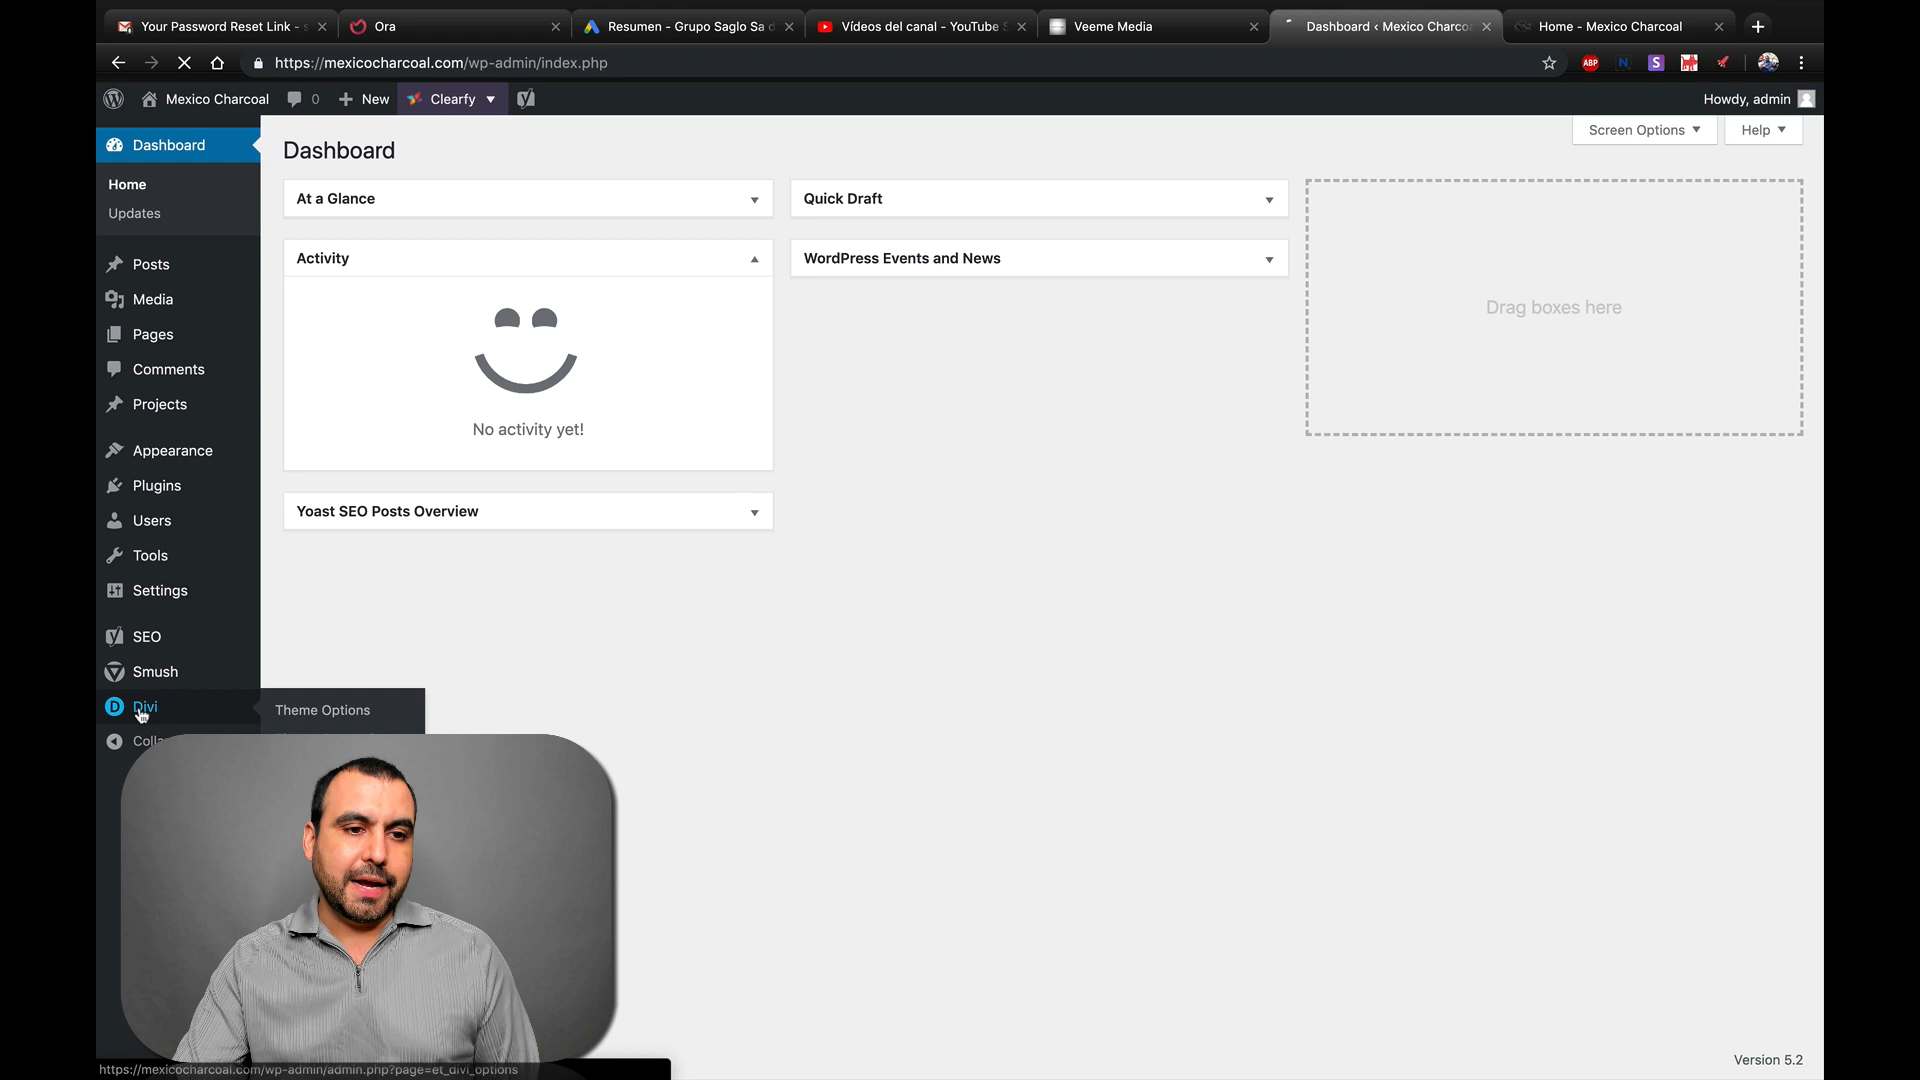 Your Password Reset Link - s
Ora
Resumen - Grupo Saglo Sa d
Vídeos del canal - YouTube S
Veeme Media
Dashboard ‹ Mexico Charcoa
Home - Mexico Charcoal
https://mexicocharcoal.com/wp-admin/index.php
ABP
N
S
Mexico Charcoal
0
New
Clearfy
Howdy, admin
Dashboard
Home
Updates
Posts
Media
Pages
Comments
Projects
Appearance
Plugins
Users
Tools
Settings
SEO
Smush
D
Divi
Theme Options
Colla
Screen Options
Help
Dashboard
At a Glance
Quick Draft
Activity
WordPress Events and News
Drag boxes here
No activity yet!
Yoast SEO Posts Overview
https://mexicocharcoal.com/wp-admin/admin.php?page=et_divi_options
Version 5.2